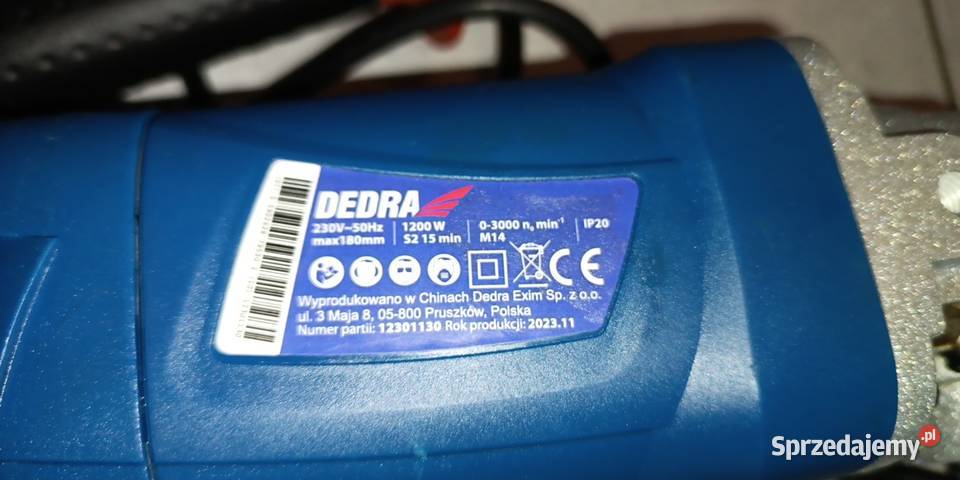 DEDRA
230V~50Hz 1200 W 0-3000 n, min⁻¹ IP20
max180mm S2 15 min M14
CE
Wyprodukowano w Chinach Dedra Exim Sp. z o.o.
ul. 3 Maja 8, 05-800 Pruszków, Polska
Numer partii: 12301130 Rok produkcji: 2023.11
Sprzedajemy.pl